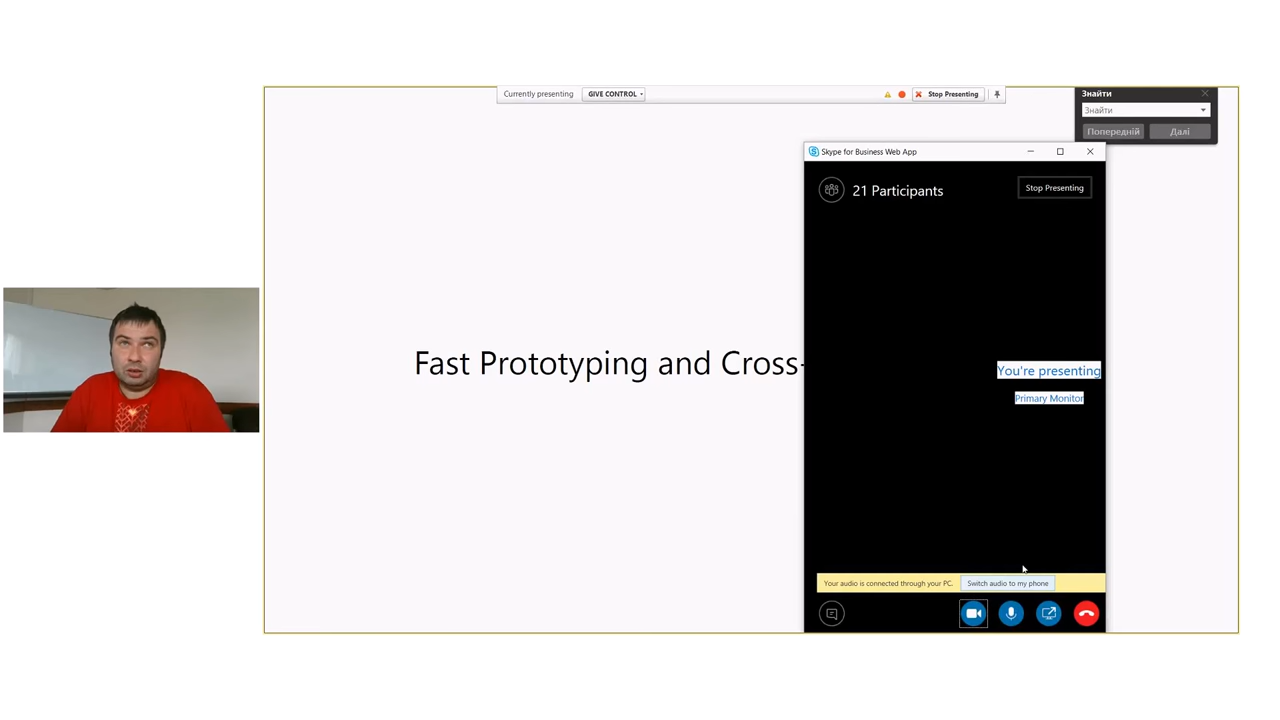 Currently presenting GIVE CONTROL Stop Presenting
Знайти
Знайти
Попередній Далі
Skype for Business Web App
21 Participants Stop Presenting
Fast Prototyping and Cross-
You're presenting
Primary Monitor
Your audio is connected through your PC. Switch audio to my phone